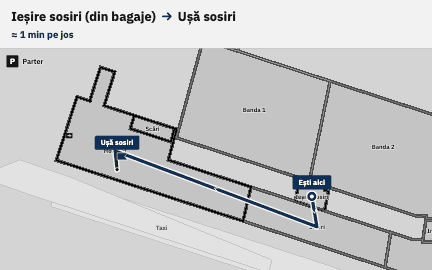 Ieșire sosiri (din bagaje) → Ușă sosiri
≈ 1 min pe jos
P Parter
Banda 1
Scări
Banda 2
Ușă sosiri
Ești aici
Taxi